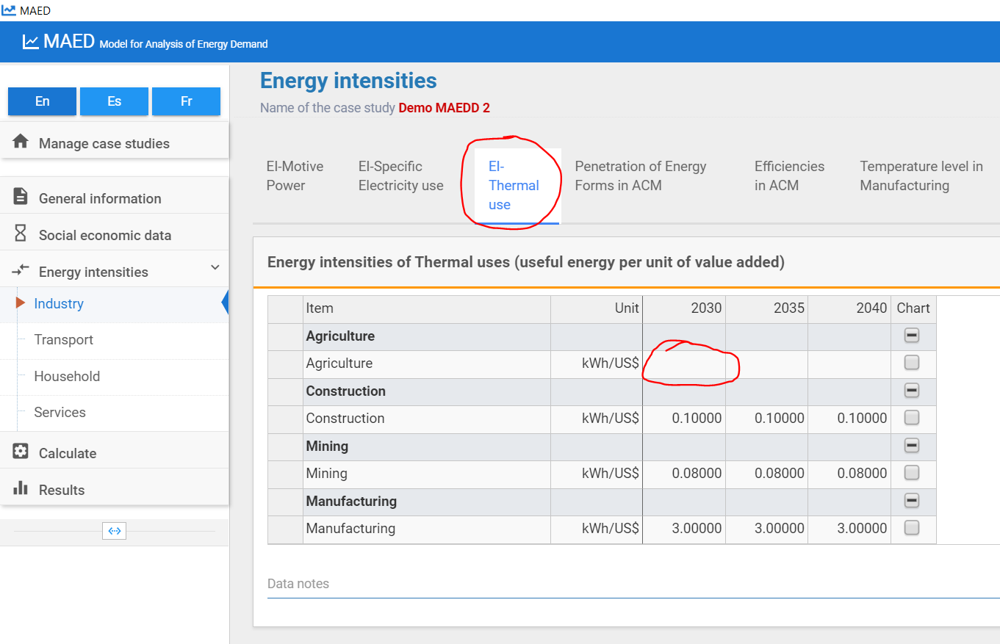 MAED
MAED Model for Analysis of Energy Demand
En Es Fr
Manage case studies
General information
Social economic data
Energy intensities
Industry
Transport
Household
Services
Calculate
Results
Energy intensities
Name of the case study Demo MAEDD 2
EI-Motive
Power
EI-Specific
Electricity use
EI-
Thermal
use
Penetration of Energy
Forms in ACM
Efficiencies
in ACM
Temperature level in
Manufacturing
Energy intensities of Thermal uses (useful energy per unit of value added)
Item Unit 2030 2035 2040 Chart
Agriculture
Agriculture kWh/US$
Construction
Construction kWh/US$ 0.10000 0.10000 0.10000
Mining
Mining kWh/US$ 0.08000 0.08000 0.08000
Manufacturing
Manufacturing kWh/US$ 3.00000 3.00000 3.00000
Data notes